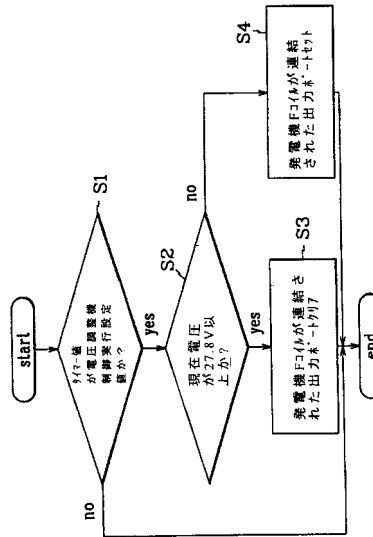 start
タイマー値
が電圧調整機
制御実行設定
値か?
S1
no
yes
現在電圧
が27.8V以
上か?
S2
no
yes
発電機Fコイルが連結さ
れた出力ポートクリア
S3
発電機Fコイルが連結
された出力ポートセット
S4
end